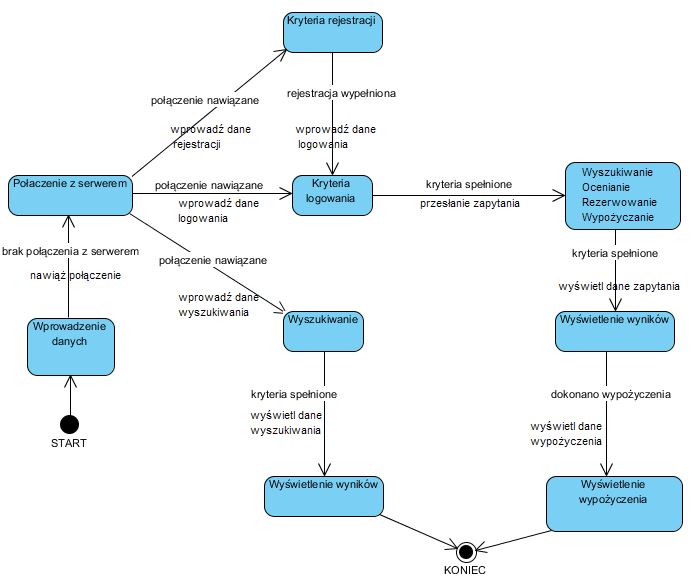 Kryteria rejestracji
połączenie nawiązane
wprowadź dane
rejestracji
rejestracja wypełniona
wprowadź dane
logowania
Połaczenie z serwerem
połączenie nawiązane
wprowadź dane
logowania
Kryteria
logowania
kryteria spełnione
przesłanie zapytania
Wyszukiwanie
Ocenianie
Rezerwowanie
Wypożyczanie
brak połączenia z serwerem
nawiąż połączenie
połączenie nawiązane
wprowadź dane
wyszukiwania
kryteria spełnione
wyświetl dane zapytania
Wprowadzenie
danych
Wyszukiwanie
Wyświetlenie wyników
START
kryteria spełnione
wyświetl dane
wyszukiwania
dokonano wypożyczenia
wyświetl dane
wypożyczenia
Wyświetlenie wyników
Wyświetlenie
wypożyczenia
KONIEC